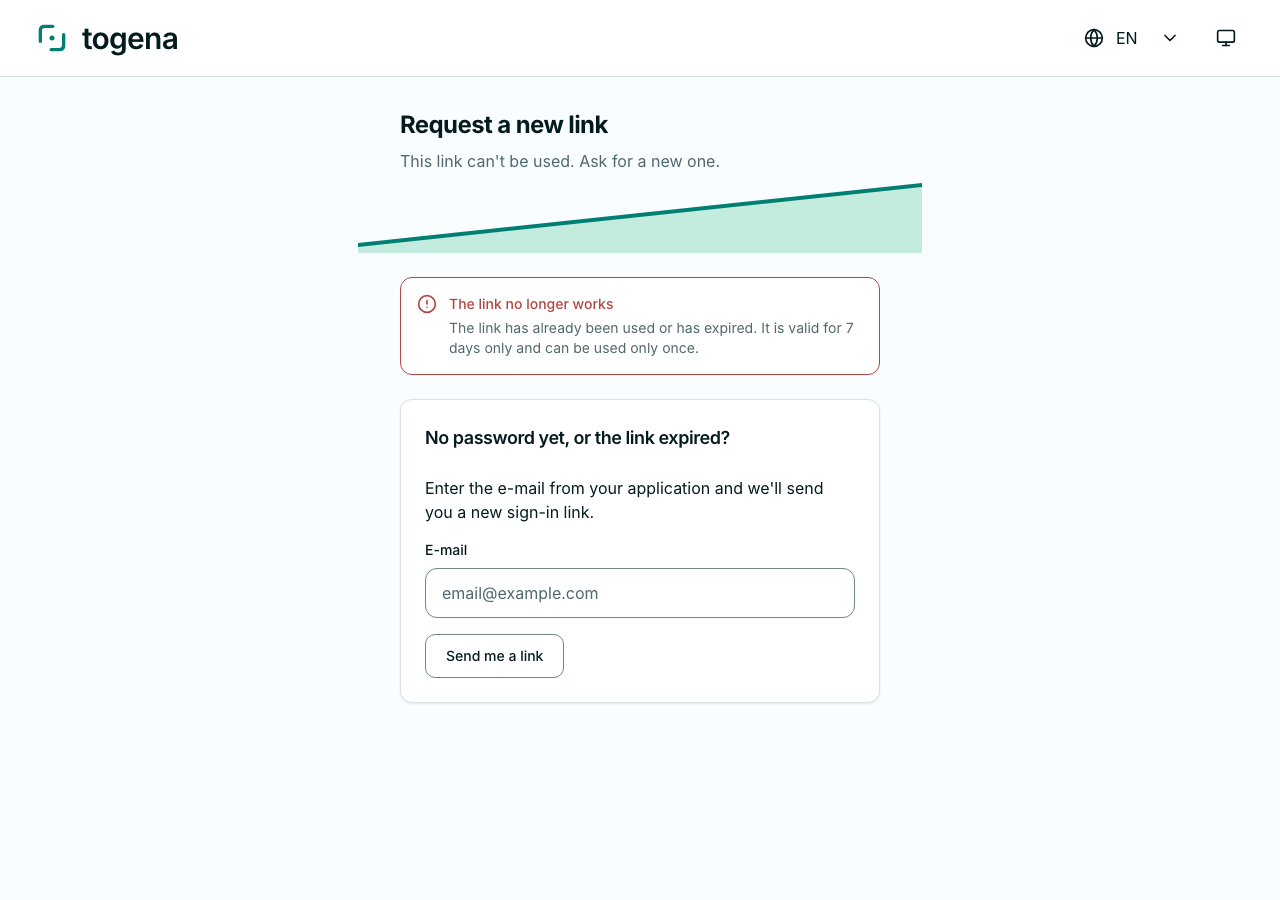 togena
EN
Request a new link
This link can't be used. Ask for a new one.
The link no longer works
The link has already been used or has expired. It is valid for 7
days only and can be used only once.
No password yet, or the link expired?
Enter the e-mail from your application and we'll send
you a new sign-in link.
E-mail
email@example.com
Send me a link